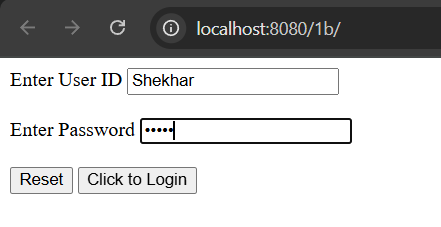 localhost:8080/1b/
Enter User ID Shekhar
Enter Password •••••
Reset Click to Login